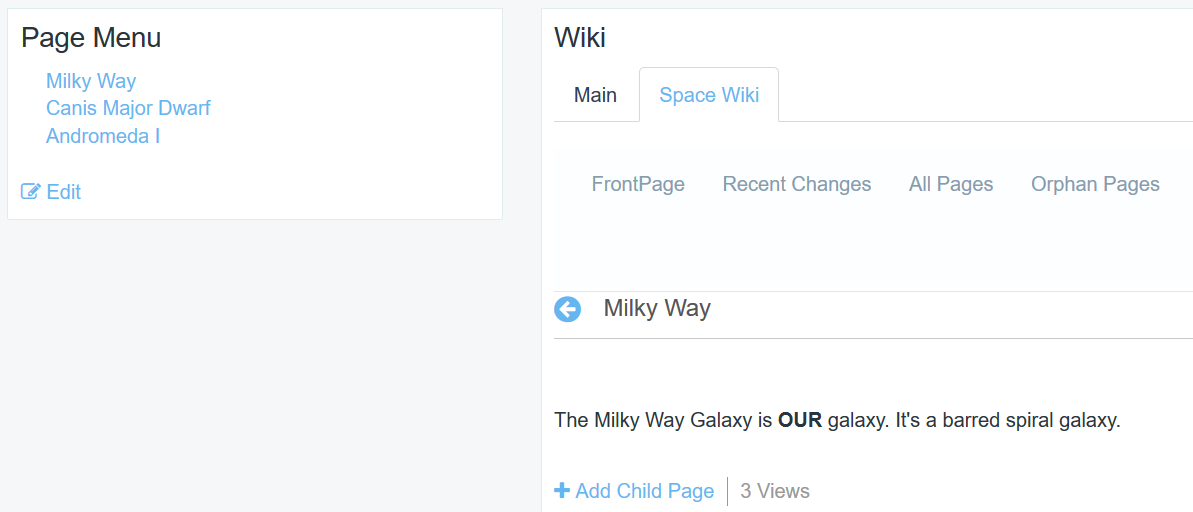 Page Menu
Milky Way
Canis Major Dwarf
Andromeda I
Edit
Wiki
Main Space Wiki
FrontPage Recent Changes All Pages Orphan Pages
Milky Way
The Milky Way Galaxy is OUR galaxy. It's a barred spiral galaxy.
Add Child Page 3 Views